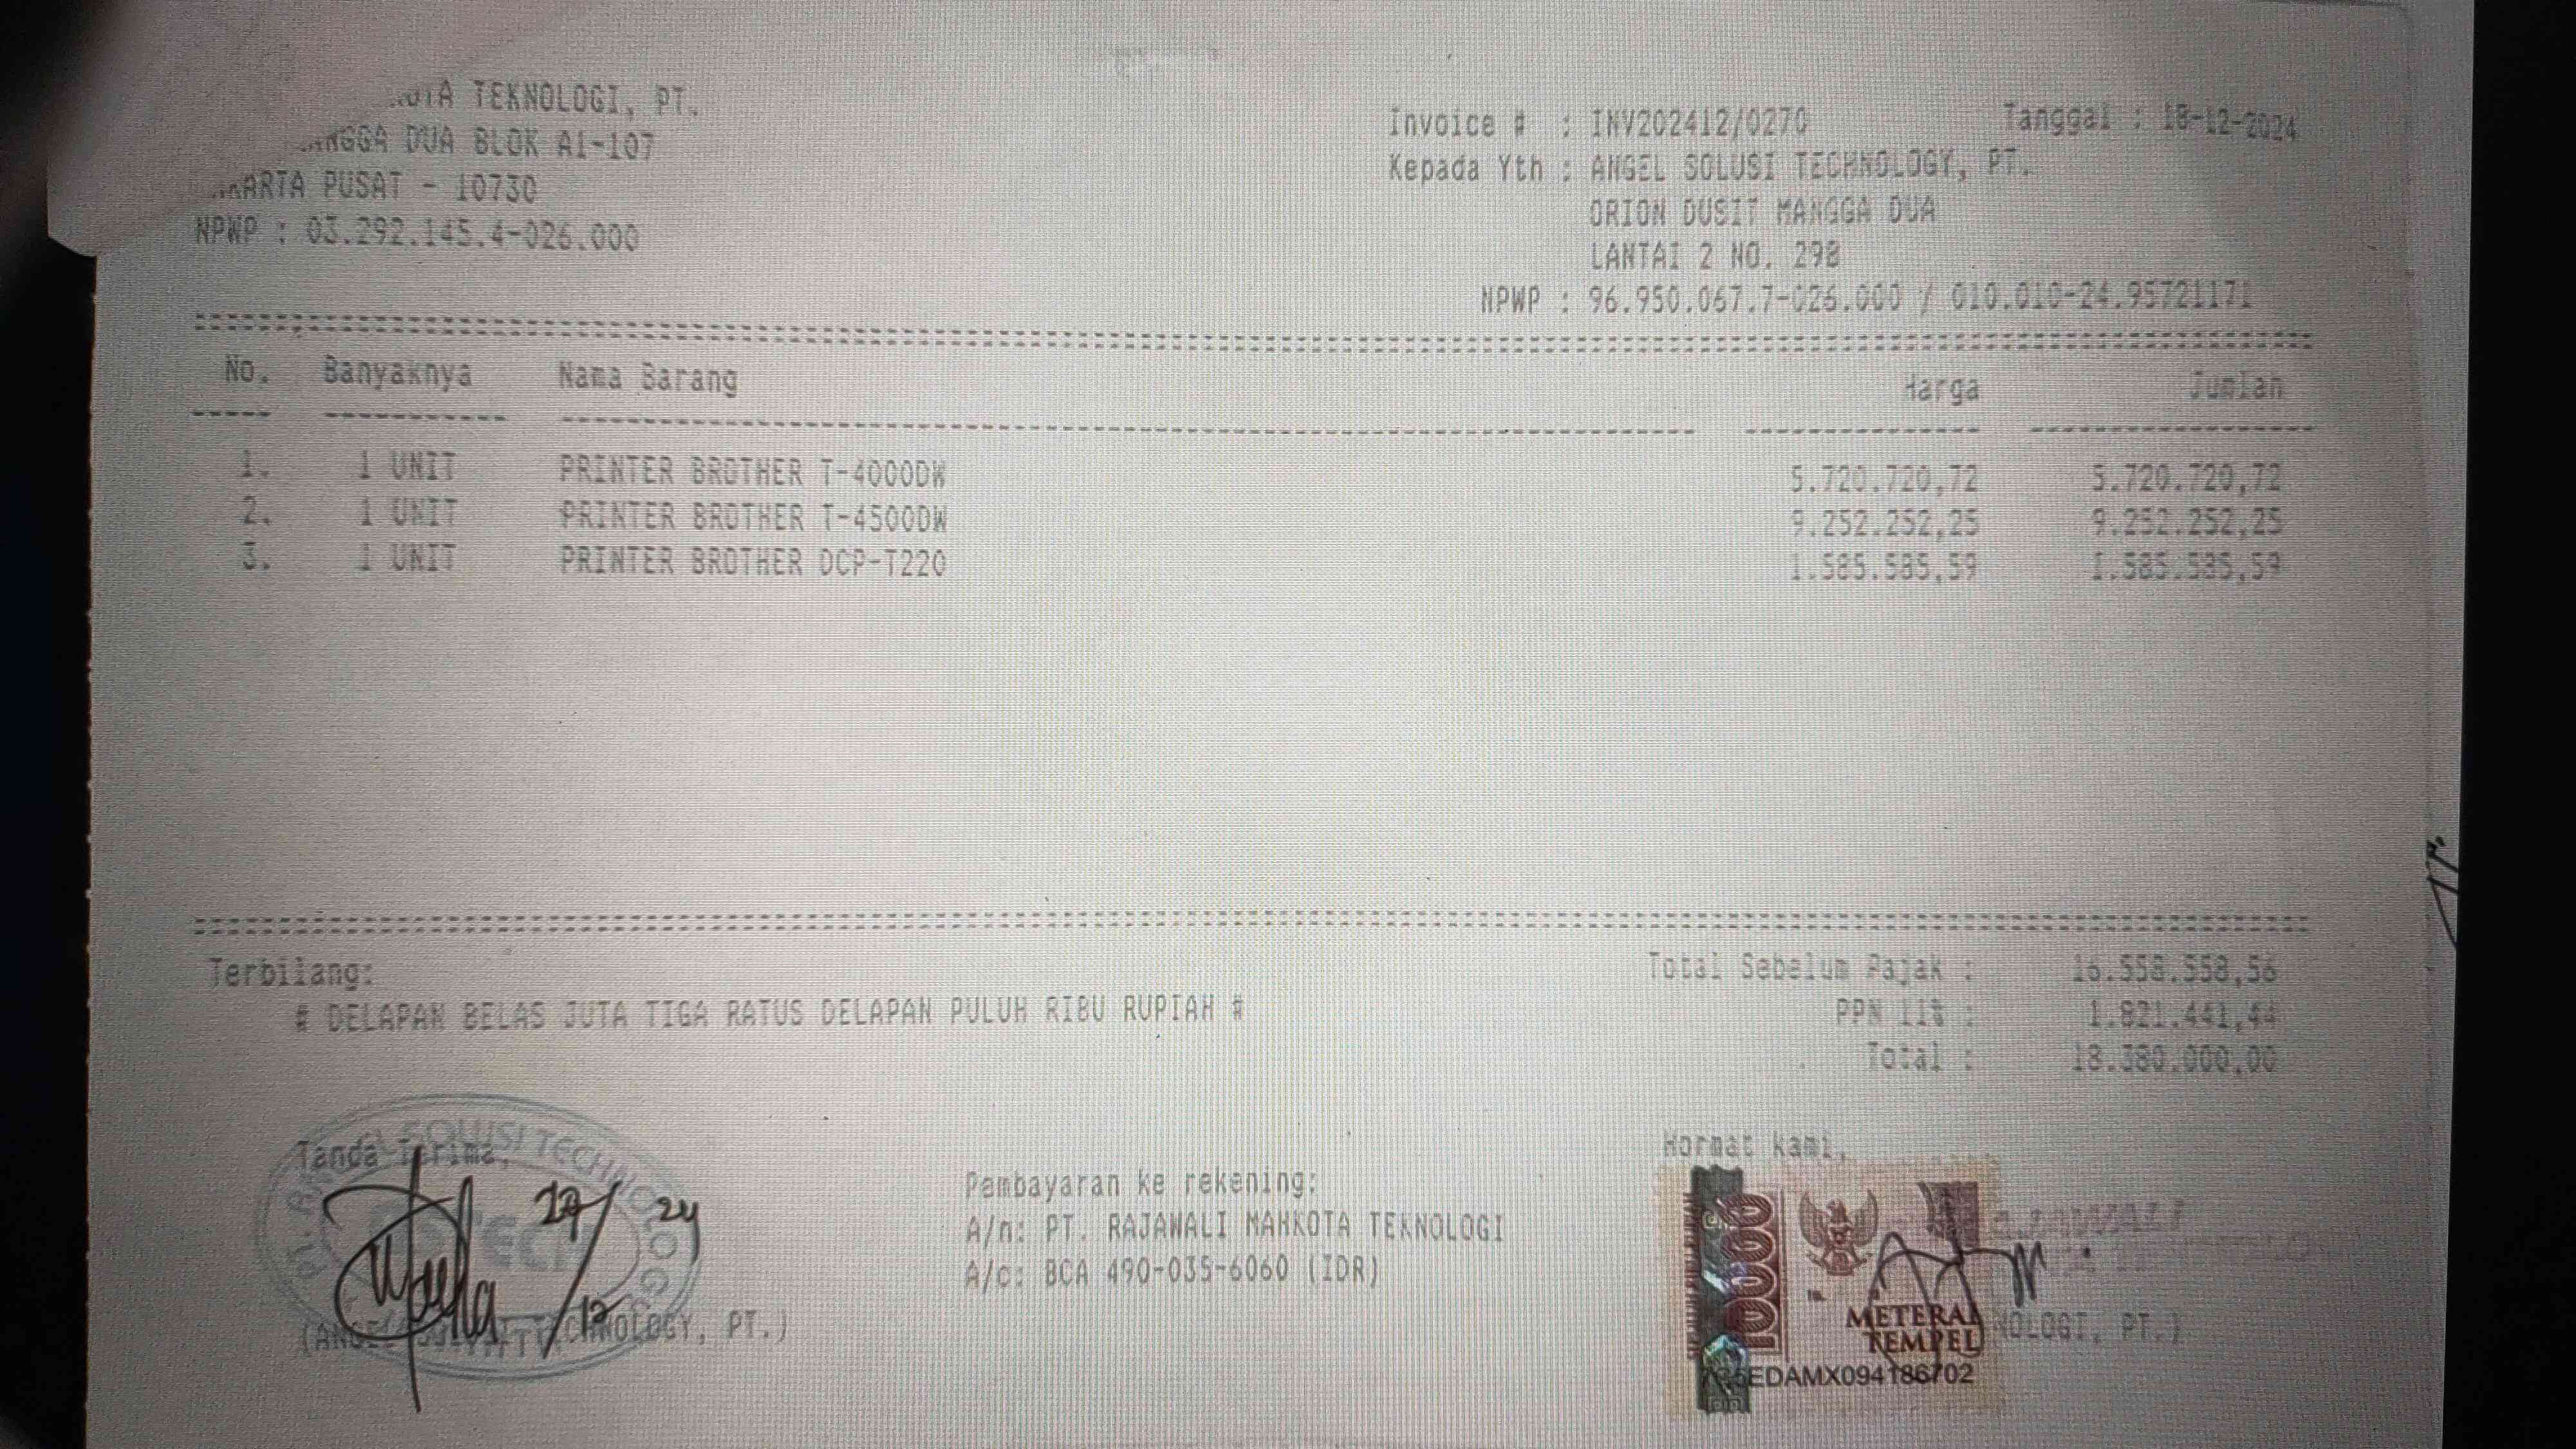 TEKNOLOGI, PT.
DUA BLOK A1-107
PUSAT - 10730
NPWP : 03.292.145.4-026.000
Invoice # : INV202412/0270 Tanggal : 18-12-2024
Kepada Yth : ANGEL SOLUSI TECHNOLOGY, PT.
ORION DUSIT MANGGA DUA
LANTAI 2 NO. 298
NPWP : 96.950.067.7-026.000 / 010.010-24.95721171
No. Banyaknya Nama Barang Harga Jumlah
1. 1 UNIT PRINTER BROTHER T-4000DW 5.720.720,72 5.720.720,72
2. 1 UNIT PRINTER BROTHER T-4500DW 9.252.252,25 9.252.252,25
3. 1 UNIT PRINTER BROTHER DCP-T220 1.585.585,59 1.585.585,59
Terbilang:
# DELAPAN BELAS JUTA TIGA RATUS DELAPAN PULUH RIBU RUPIAH #
Total Sebelum Pajak : 16.558.558,56
PPN 11% : 1.821.441,44
Total : 18.380.000,00
Tanda Terima,
PT. ANGEL SOLUSI TECHNOLOGY
(ANGEL SOLUSI TECHNOLOGY, PT.)
Pembayaran ke rekening:
A/n: PT. RAJAWALI MAHKOTA TEKNOLOGI
A/c: BCA 490-035-6060 (IDR)
Hormat kami,
10000
RAJAWALI
METERAI
TEMPEL
EDAMX094186702
PT.)